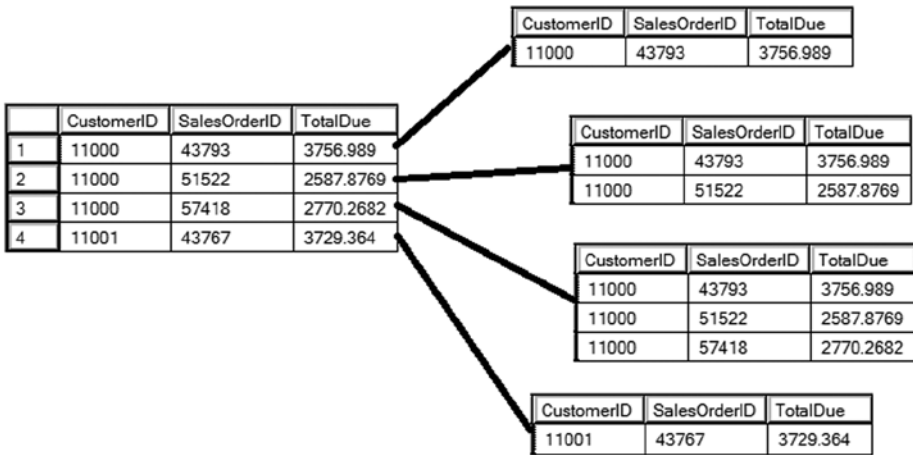 CustomerID SalesOrderID TotalDue
11000 43793 3756.989
CustomerID SalesOrderID TotalDue
1 11000 43793 3756.989
2 11000 51522 2587.8769
3 11000 57418 2770.2682
4 11001 43767 3729.364
CustomerID SalesOrderID TotalDue
11000 43793 3756.989
11000 51522 2587.8769
CustomerID SalesOrderID TotalDue
11000 43793 3756.989
11000 51522 2587.8769
11000 57418 2770.2682
CustomerID SalesOrderID TotalDue
11001 43767 3729.364